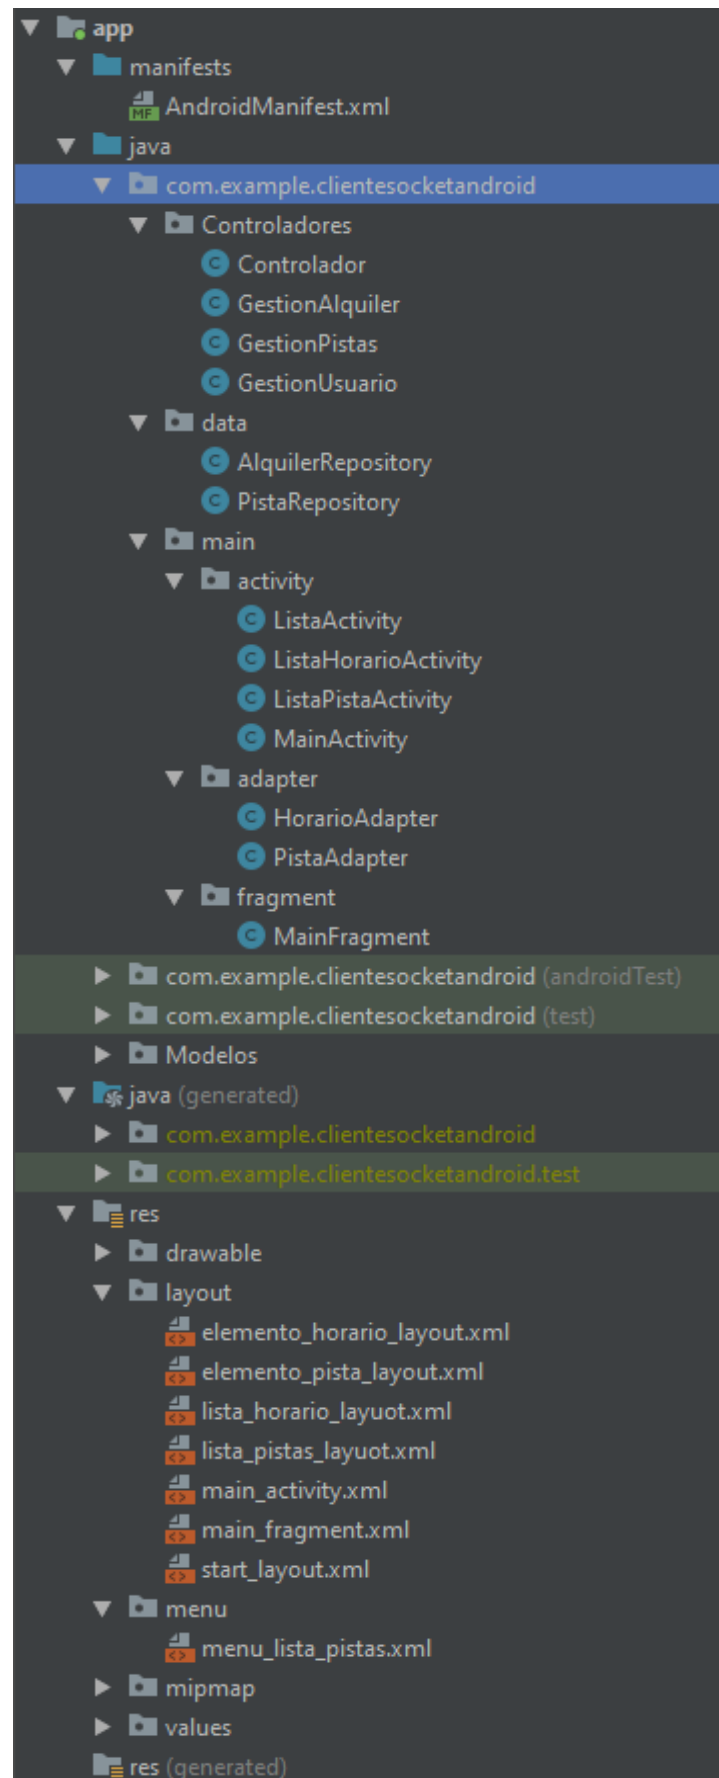 app
manifests
MF AndroidManifest.xml
java
com.example.clientesocketandroid
Controladores
C Controlador
C GestionAlquiler
C GestionPistas
C GestionUsuario
data
C AlquilerRepository
C PistaRepository
main
activity
C ListaActivity
C ListaHorarioActivity
C ListaPistaActivity
C MainActivity
adapter
C HorarioAdapter
C PistaAdapter
fragment
C MainFragment
com.example.clientesocketandroid (androidTest)
com.example.clientesocketandroid (test)
Modelos
java (generated)
com.example.clientesocketandroid
com.example.clientesocketandroid.test
res
drawable
layout
elemento_horario_layout.xml
elemento_pista_layout.xml
lista_horario_layuot.xml
lista_pistas_layuot.xml
main_activity.xml
main_fragment.xml
start_layout.xml
menu
menu_lista_pistas.xml
mipmap
values
res (generated)